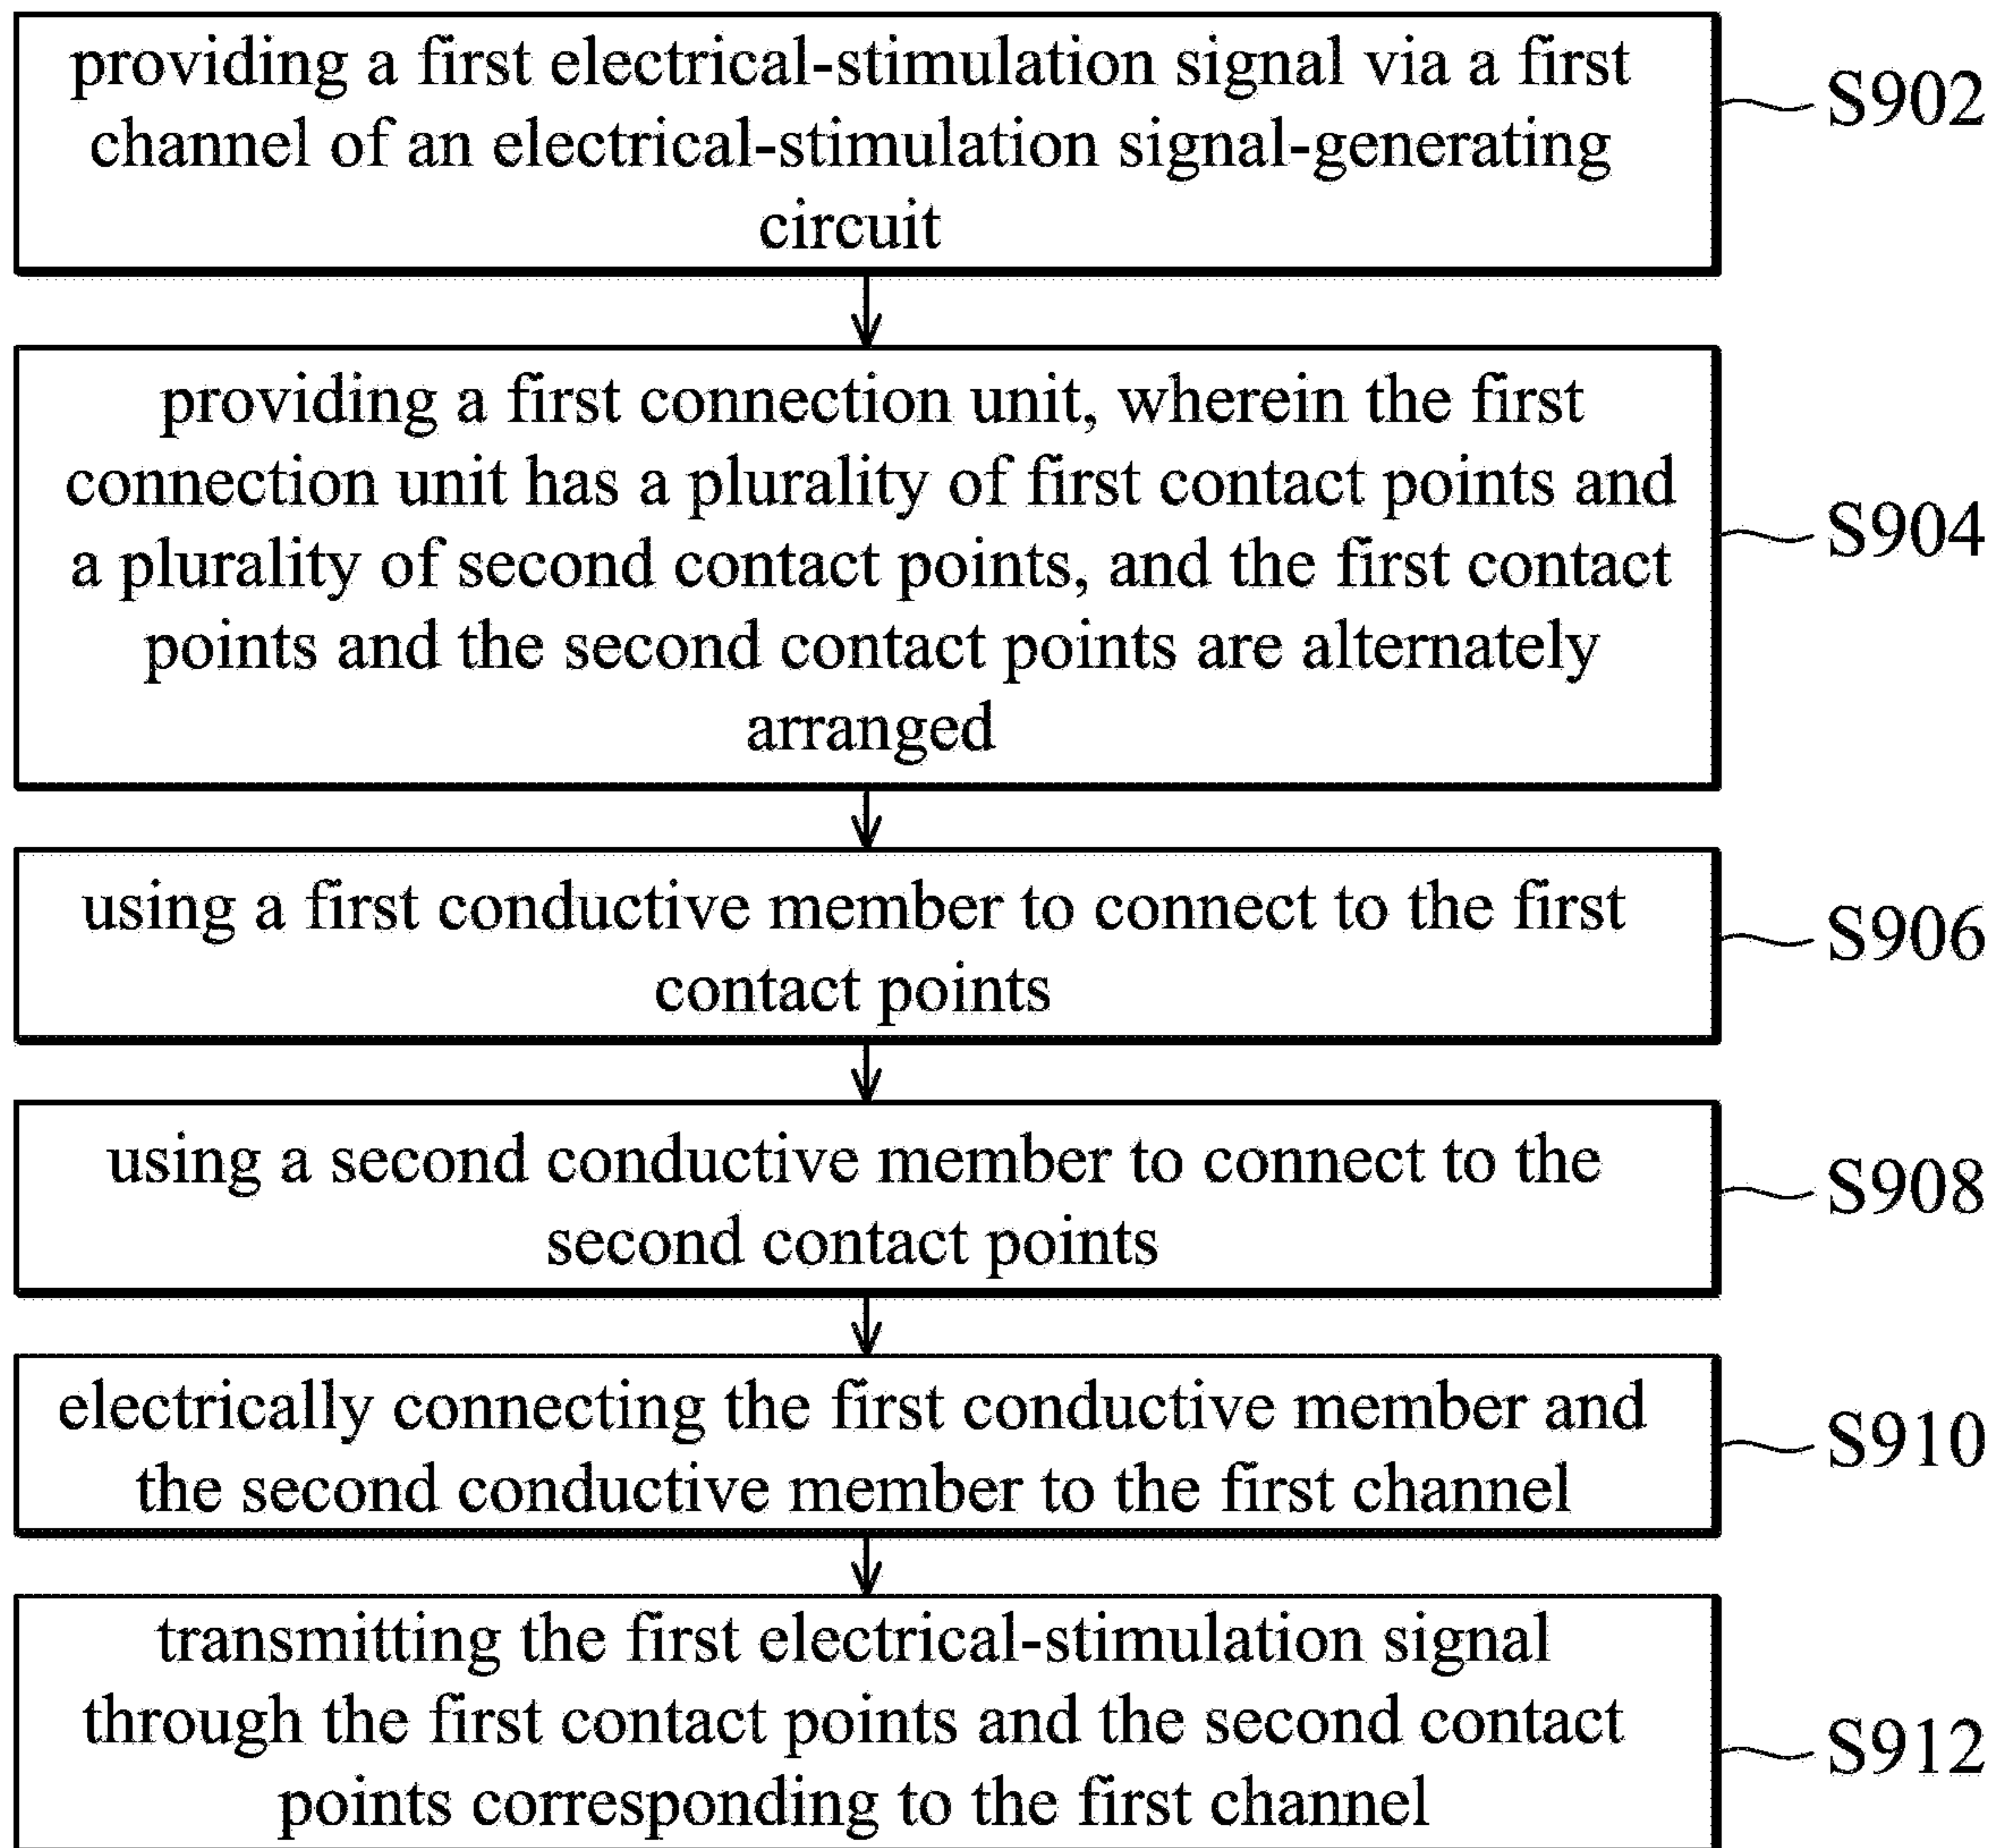 providing a first electrical-stimulation signal via a first
channel of an electrical-stimulation signal-generating
circuit
S902
providing a first connection unit, wherein the first
connection unit has a plurality of first contact points and
a plurality of second contact points, and the first contact
points and the second contact points are alternately
arranged
S904
using a first conductive member to connect to the first
contact points
S906
using a second conductive member to connect to the
second contact points
S908
electrically connecting the first conductive member and
the second conductive member to the first channel
S910
transmitting the first electrical-stimulation signal
through the first contact points and the second contact
points corresponding to the first channel
S912